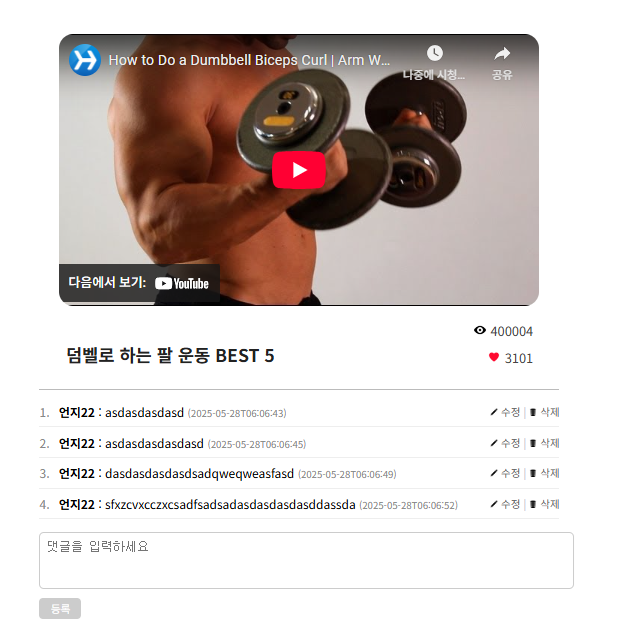 How to Do a Dumbbell Biceps Curl | Arm W...
나중에 시청...
공유
다음에서 보기: YouTube
400004
덤벨로 하는 팔 운동 BEST 5
3101
1. 언지22 : asdasdasdasd (2025-05-28T06:06:43) 수정 | 삭제
2. 언지22 : asdasdasdasdasd (2025-05-28T06:06:45) 수정 | 삭제
3. 언지22 : dasdasdasdasdsadqweqweasfasd (2025-05-28T06:06:49) 수정 | 삭제
4. 언지22 : sfxzcvxcczxcsadfsadsadasdasdasdasddassda (2025-05-28T06:06:52) 수정 | 삭제
댓글을 입력하세요
등록